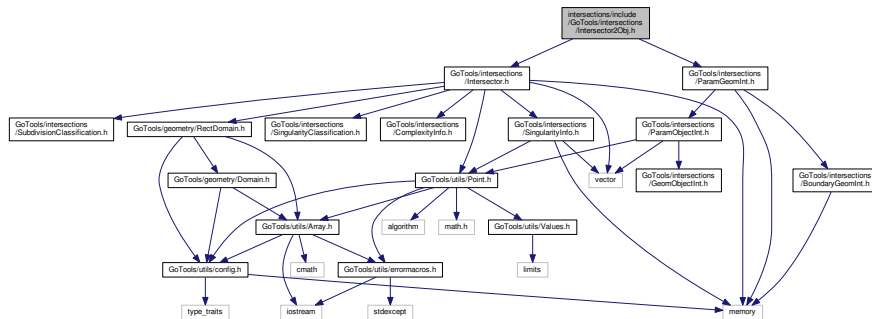 intersections/include
/GoTools/intersections
/Intersector2Obj.h
GoTools/intersections
/Intersector.h
GoTools/intersections
/ParamGeomInt.h
GoTools/intersections
/SubdivisionClassification.h
GoTools/geometry/RectDomain.h
GoTools/intersections
/SingularityClassification.h
GoTools/intersections
/ComplexityInfo.h
GoTools/intersections
/SingularityInfo.h
GoTools/intersections
/ParamObjectInt.h
GoTools/geometry/Domain.h
GoTools/utils/Point.h
vector
GoTools/intersections
/GeomObjectInt.h
GoTools/intersections
/BoundaryGeomInt.h
GoTools/utils/Array.h
algorithm
math.h
GoTools/utils/Values.h
GoTools/utils/config.h
cmath
GoTools/utils/errormacros.h
limits
type_traits
iostream
stdexcept
memory